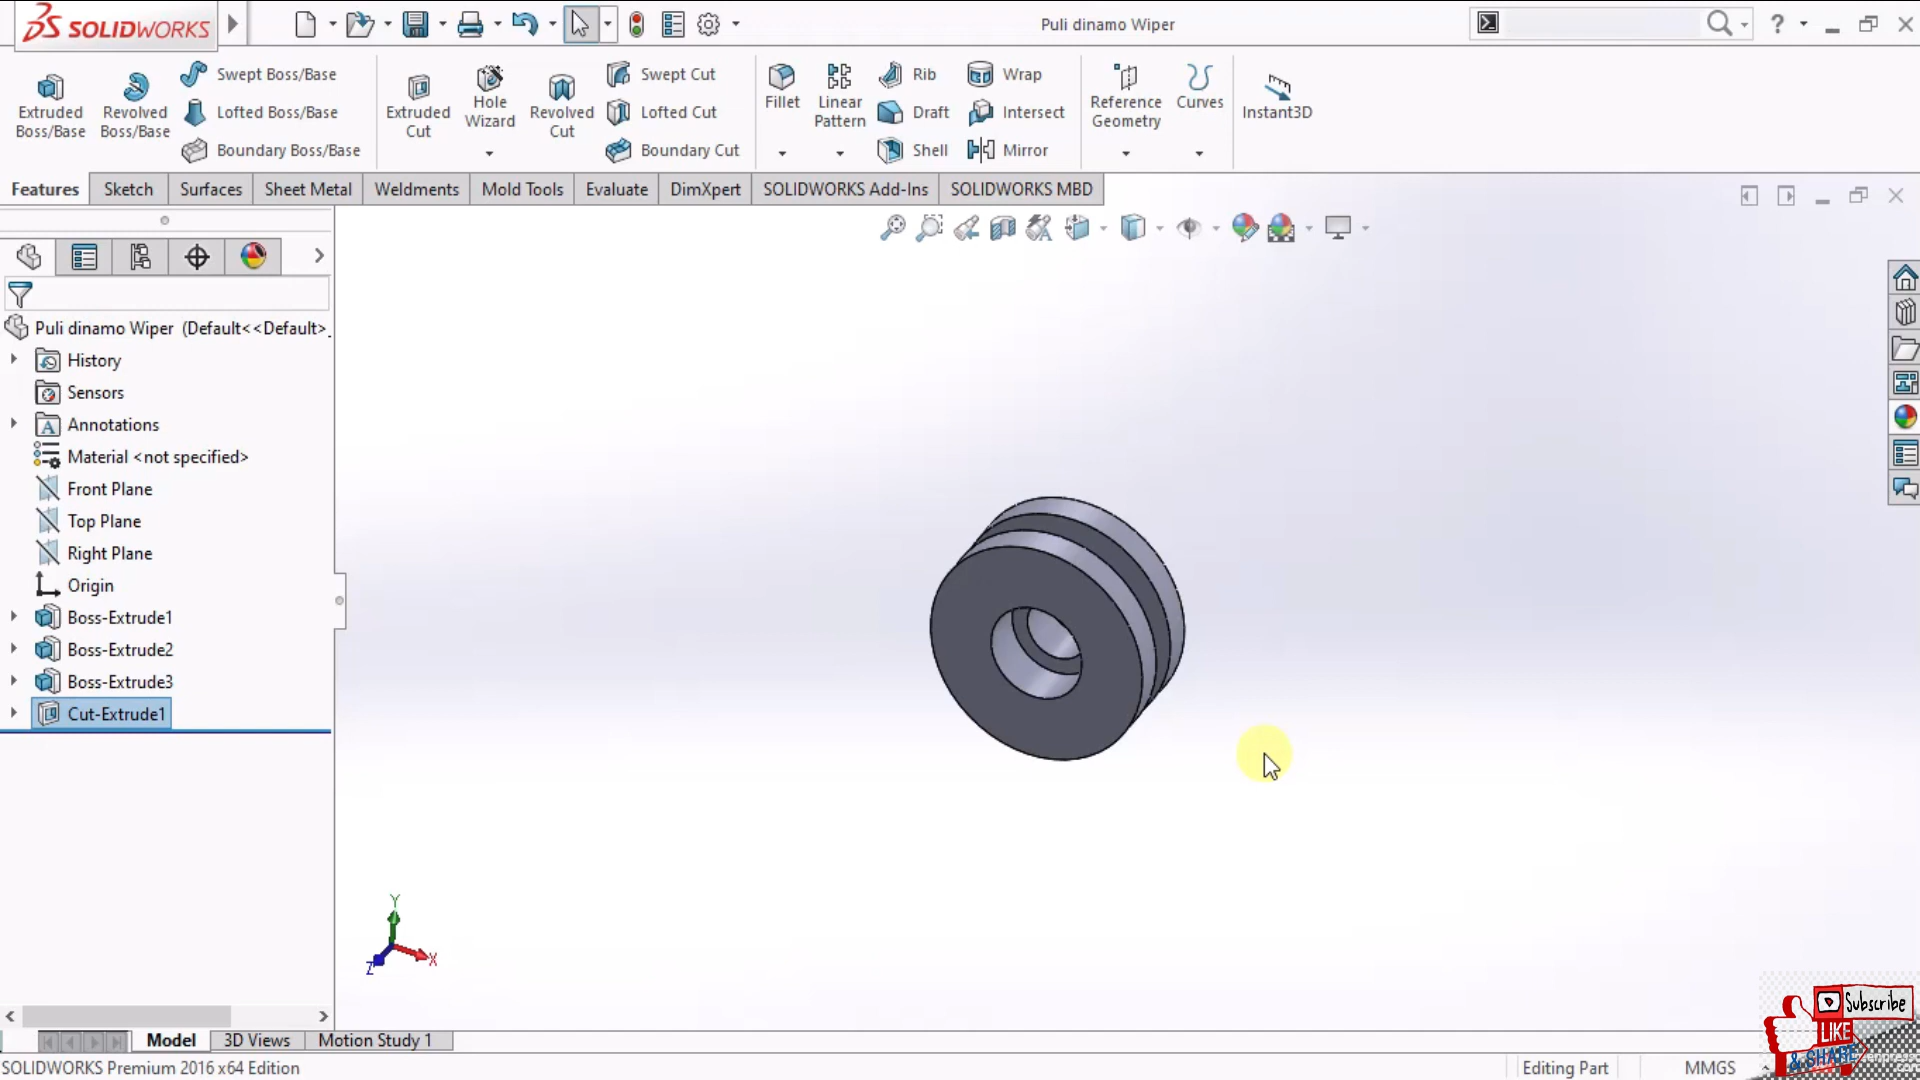 SOLIDWORKS
Puli dinamo Wiper
Extruded Boss/Base
Revolved Boss/Base
Swept Boss/Base
Lofted Boss/Base
Boundary Boss/Base
Extruded Cut
Hole Wizard
Revolved Cut
Swept Cut
Lofted Cut
Boundary Cut
Fillet
Linear Pattern
Rib
Draft
Shell
Wrap
Intersect
Mirror
Reference Geometry
Curves
Instant3D
Features
Sketch
Surfaces
Sheet Metal
Weldments
Mold Tools
Evaluate
DimXpert
SOLIDWORKS Add-Ins
SOLIDWORKS MBD
Puli dinamo Wiper (Default<<Default>_
History
Sensors
Annotations
Material <not specified>
Front Plane
Top Plane
Right Plane
Origin
Boss-Extrude1
Boss-Extrude2
Boss-Extrude3
Cut-Extrude1
Y
X
Z
Model
3D Views
Motion Study 1
SOLIDWORKS Premium 2016 x64 Edition
Editing Part
MMGS
Subscribe
LIKE
& SHARE